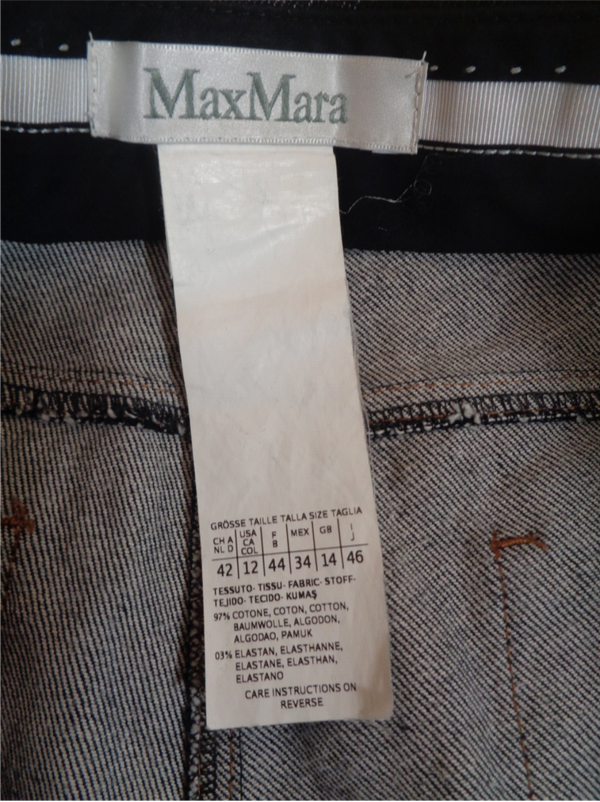 MaxMara
GRÖSSE TAILLE TALLA SIZE TAGLIA
CH A USA F MEX GB I
NL D CA B J
COL
42 12 44 34 14 46
TESSUTO- TISSU- FABRIC- STOFF-
TEJIDO- TECIDO- KUMAŞ
97% COTONE, COTON, COTTON,
BAUMWOLLE, ALGODON,
ALGODAO, PAMUK
03% ELASTAN, ELASTHANNE,
ELASTANE, ELASTHAN,
ELASTANO
CARE INSTRUCTIONS ON
REVERSE